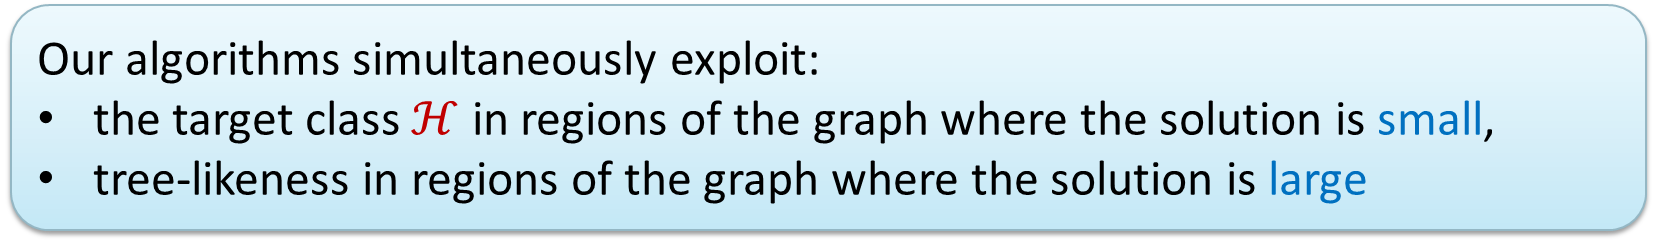 Our algorithms simultaneously exploit:
• the target class ℋ in regions of the graph where the solution is small,
• tree-likeness in regions of the graph where the solution is large